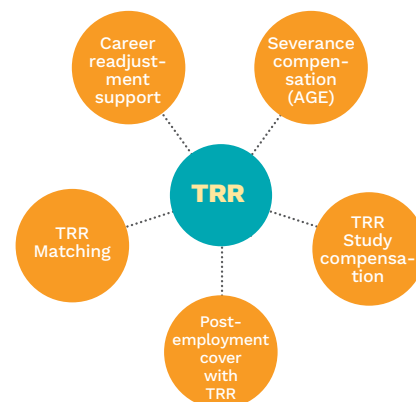 Career
readjust-
ment
support
Severance
compen-
sation
(AGE)
TRR
TRR
Matching
TRR
Study
compensa-
tion
Post-
employment
cover
with
TRR